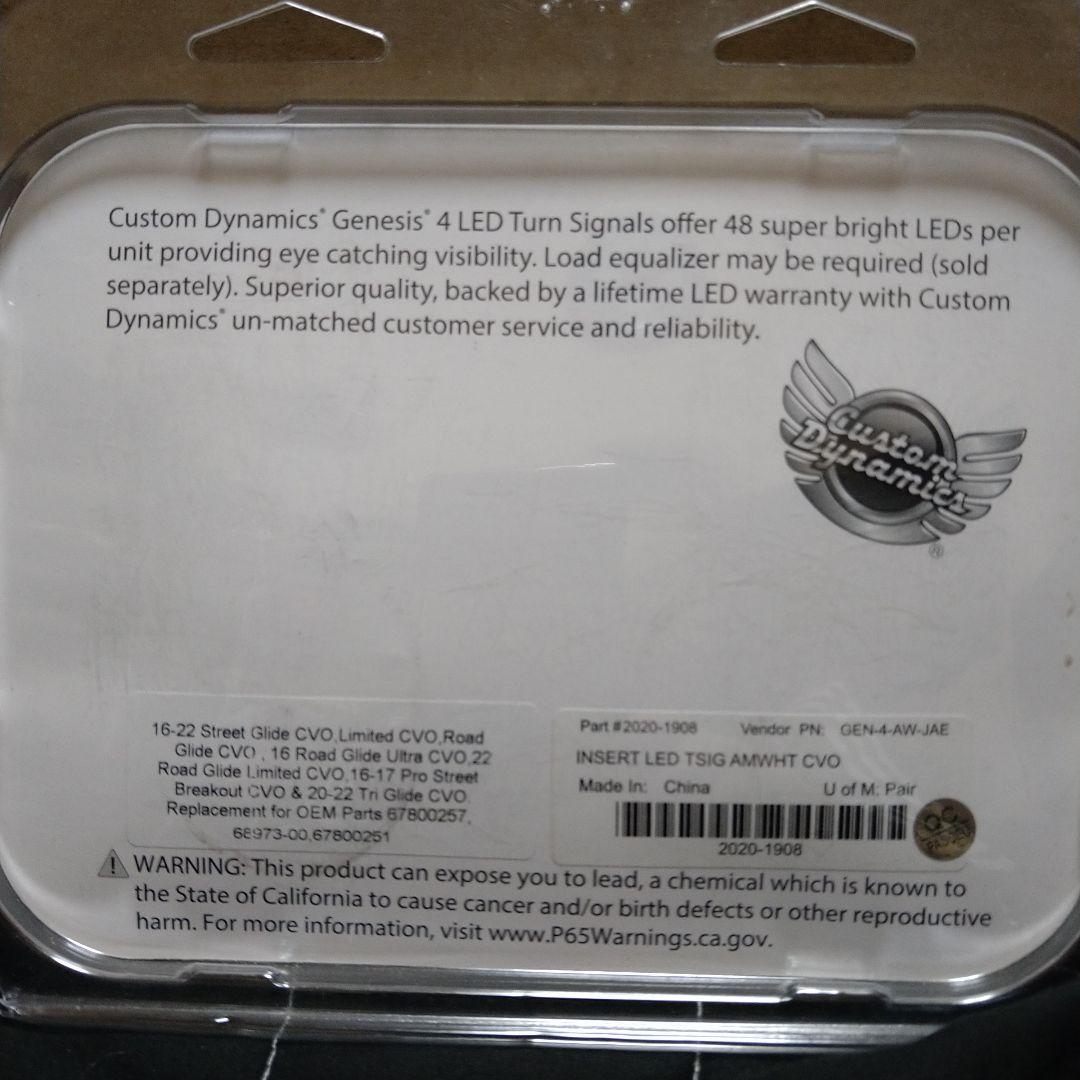 Custom Dynamics® Genesis® 4 LED Turn Signals offer 48 super bright LEDs per
unit providing eye catching visibility. Load equalizer may be required (sold
separately). Superior quality, backed by a lifetime LED warranty with Custom
Dynamics® un-matched customer service and reliability.
Custom
Dynamics
®
16-22 Street Glide CVO,Limited CVO,Road
Glide CVO , 16 Road Glide Ultra CVO,22
Road Glide Limited CVO,16-17 Pro Street
Breakout CVO & 20-22 Tri Glide CVO.
Replacement for OEM Parts 67800257,
68973-00,67800251
Part #2020-1908 Vendor PN: GEN-4-AW-JAE
INSERT LED TSIG AMWHT CVO
Made In: China U of M: Pair
2020-1908
WARNING: This product can expose you to lead, a chemical which is known to
the State of California to cause cancer and/or birth defects or other reproductive
harm. For more information, visit www.P65Warnings.ca.gov.